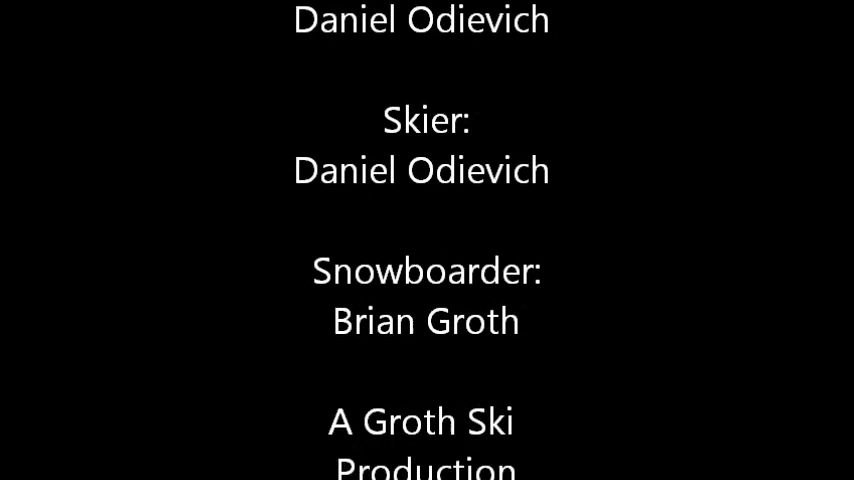 Daniel Odievich
Skier:
Daniel Odievich
Snowboarder:
Brian Groth
A Groth Ski
Production